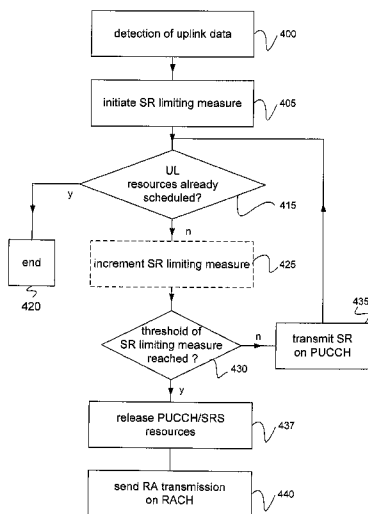 detection of uplink data
400
initiate SR limiting measure
405
UL
resources already
scheduled?
y
415
n
end
420
increment SR limiting measure
425
threshold of
SR limiting measure
reached ?
n
430
435
transmit SR
on PUCCH
y
release PUCCH/SRS
resources
437
send RA transmission
on RACH
440